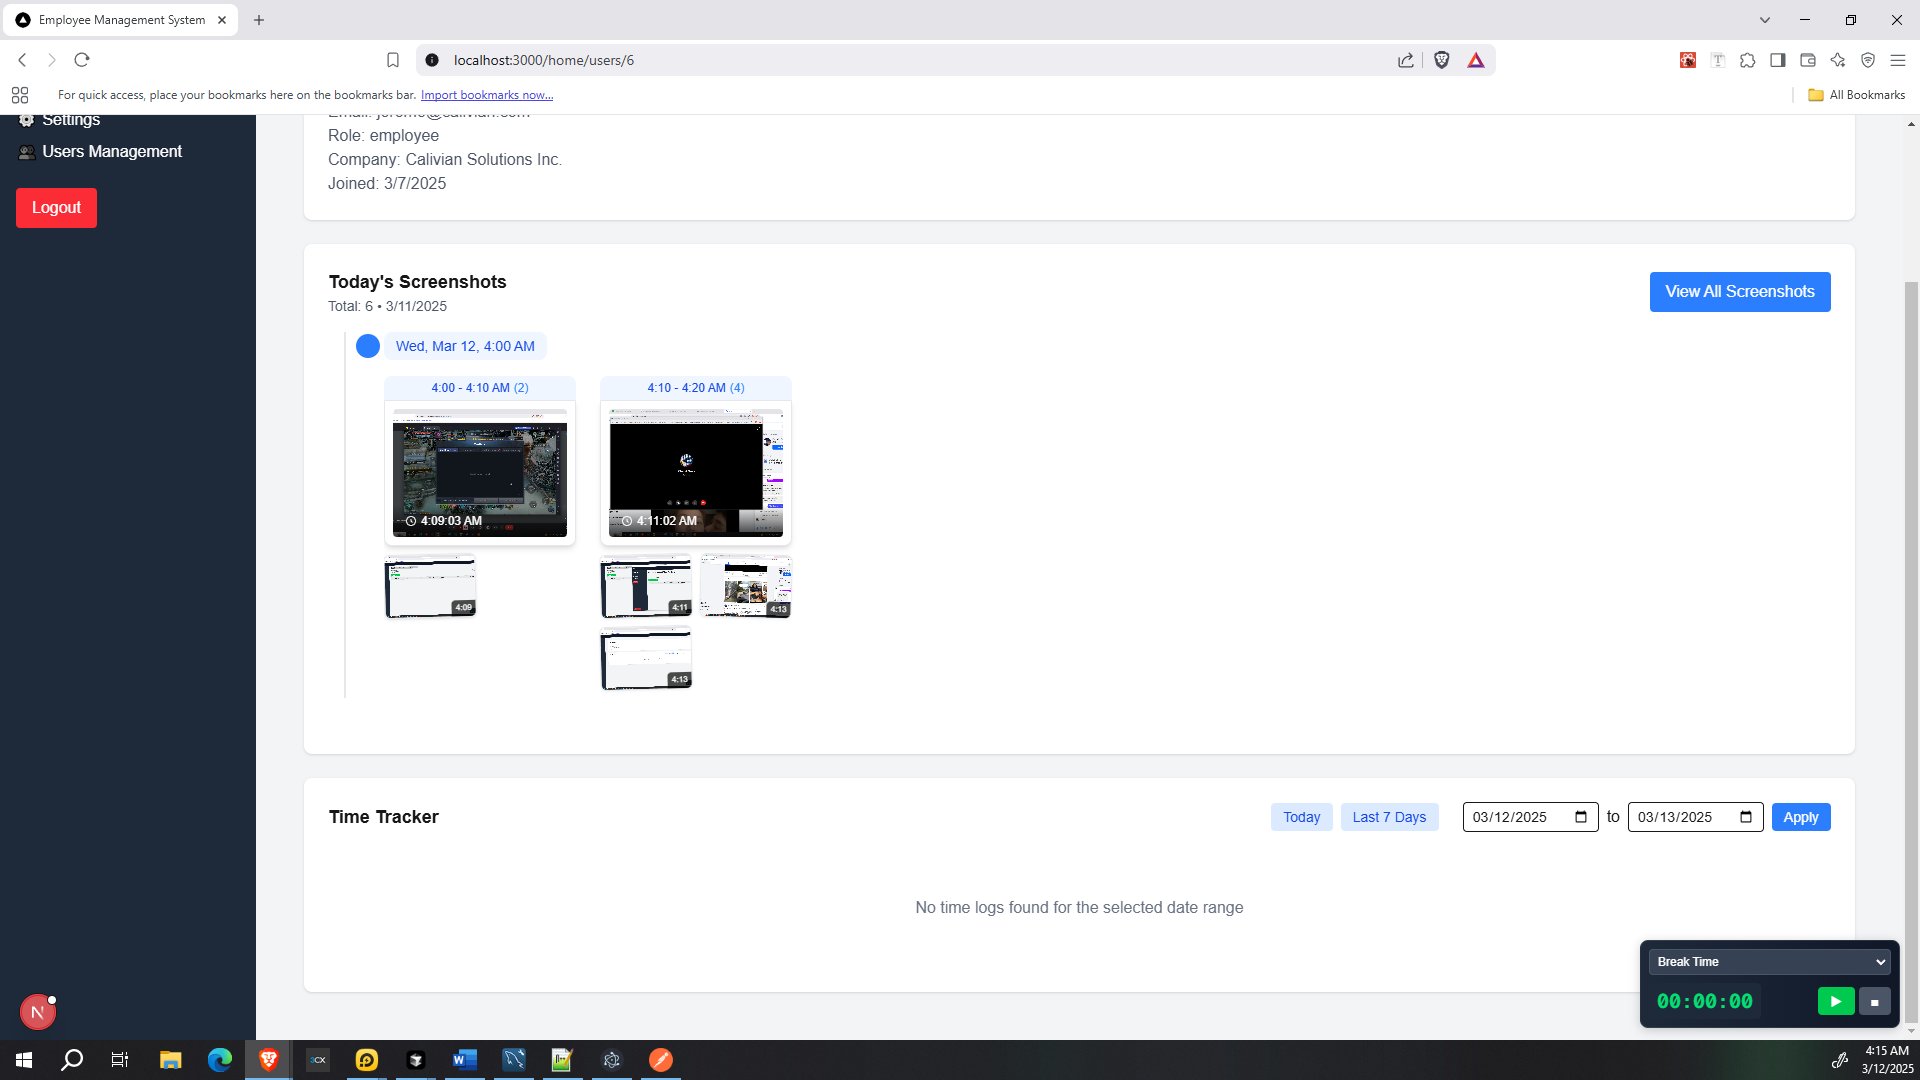 Employee Management System
localhost:3000/home/users/6
For quick access, place your bookmarks here on the bookmarks bar. Import bookmarks now...
All Bookmarks
Settings
Users Management
Logout
Email: jerome@calivian.com
Role: employee
Company: Calivian Solutions Inc.
Joined: 3/7/2025
Today's Screenshots
Total: 6 • 3/11/2025
View All Screenshots
Wed, Mar 12, 4:00 AM
4:00 - 4:10 AM (2)
4:10 - 4:20 AM (4)
4:09:03 AM
4:11:02 AM
4:09
4:11
4:13
4:13
Time Tracker
Today
Last 7 Days
03/12/2025
to
03/13/2025
Apply
No time logs found for the selected date range
Break Time
00:00:00
N
3CX
4:15 AM
3/12/2025